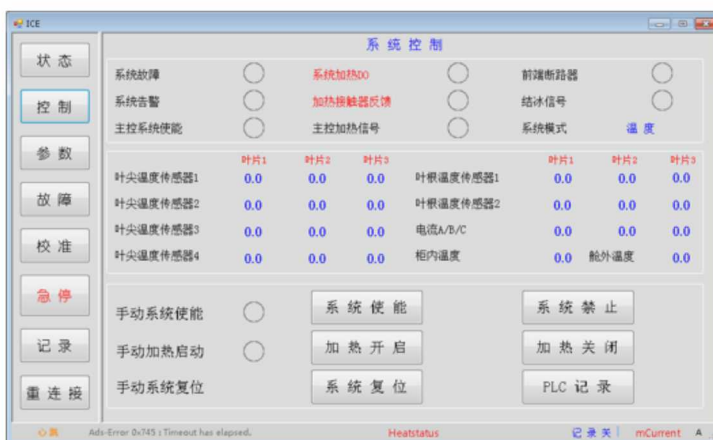 ICE
系统控制
状态
系统故障 系统加热DO 前端断路器
控制
系统告警 加热接触器反馈 结冰信号
主控系统使能 主控加热信号 系统模式 温度
参数
叶片1 叶片2 叶片3 叶片1 叶片2 叶片3
叶尖温度传感器1 0.0 0.0 0.0 叶根温度传感器1 0.0 0.0 0.0
故障
叶尖温度传感器2 0.0 0.0 0.0 叶根温度传感器2 0.0 0.0 0.0
叶尖温度传感器3 0.0 0.0 0.0 电流A/B/C 0.0 0.0 0.0
校准
叶尖温度传感器4 0.0 0.0 0.0 柜内温度 0.0 舱外温度 0.0
急停
手动系统使能 系统使能 系统禁止
记录
手动加热启动 加热开启 加热关闭
重连接
手动系统复位 系统复位 PLC 记录
心跳 Ads-Error 0x745 : Timeout has elapsed. Heatstatus 记录关 mCurrent A